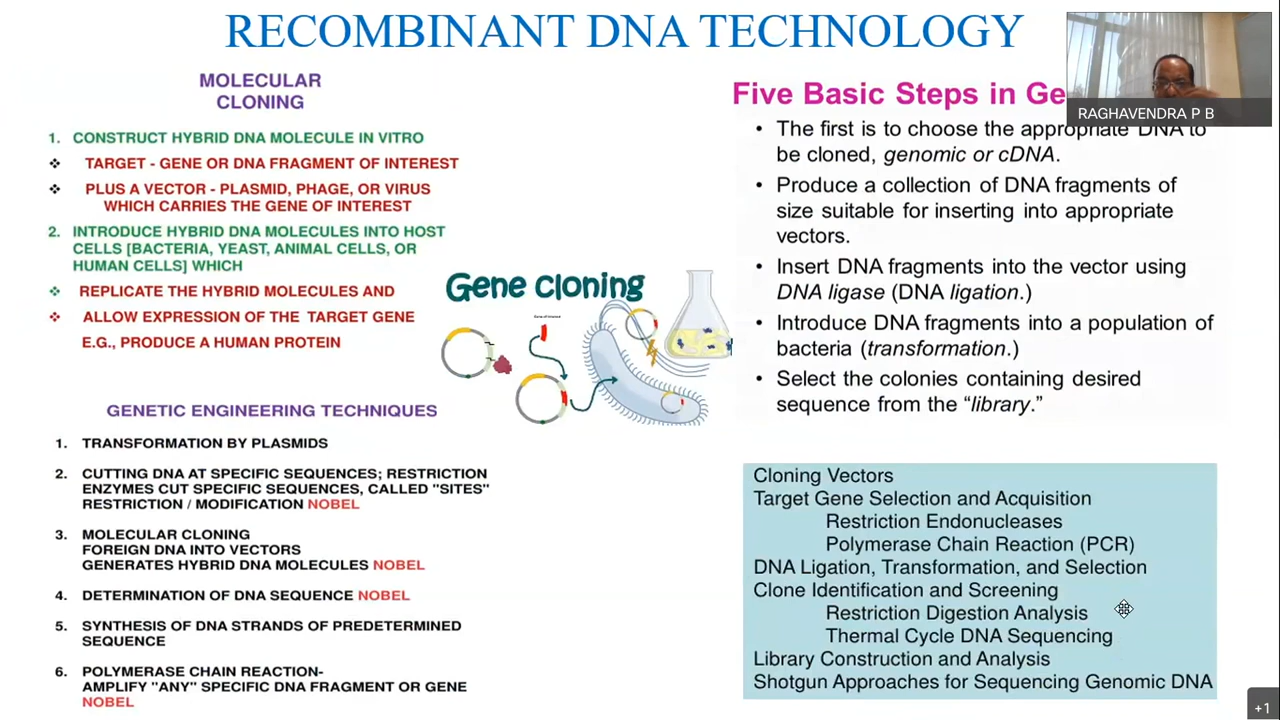 RECOMBINANT DNA TECHNOLOGY
MOLECULAR
CLONING
1. CONSTRUCT HYBRID DNA MOLECULE IN VITRO
❖ TARGET - GENE OR DNA FRAGMENT OF INTEREST
❖ PLUS A VECTOR - PLASMID, PHAGE, OR VIRUS
WHICH CARRIES THE GENE OF INTEREST
2. INTRODUCE HYBRID DNA MOLECULES INTO HOST
CELLS [BACTERIA, YEAST, ANIMAL CELLS, OR
HUMAN CELLS] WHICH
❖ REPLICATE THE HYBRID MOLECULES AND
❖ ALLOW EXPRESSION OF THE TARGET GENE
E.G., PRODUCE A HUMAN PROTEIN
GENETIC ENGINEERING TECHNIQUES
1. TRANSFORMATION BY PLASMIDS
2. CUTTING DNA AT SPECIFIC SEQUENCES; RESTRICTION
ENZYMES CUT SPECIFIC SEQUENCES, CALLED "SITES"
RESTRICTION / MODIFICATION NOBEL
3. MOLECULAR CLONING
FOREIGN DNA INTO VECTORS
GENERATES HYBRID DNA MOLECULES NOBEL
4. DETERMINATION OF DNA SEQUENCE NOBEL
5. SYNTHESIS OF DNA STRANDS OF PREDETERMINED
SEQUENCE
6. POLYMERASE CHAIN REACTION-
AMPLIFY "ANY" SPECIFIC DNA FRAGMENT OR GENE
NOBEL
Gene cloning
Gene of interest
Five Basic Steps in Ge
RAGHAVENDRA P B
• The first is to choose the appropriate DNA to
be cloned, genomic or cDNA.
• Produce a collection of DNA fragments of
size suitable for inserting into appropriate
vectors.
• Insert DNA fragments into the vector using
DNA ligase (DNA ligation.)
• Introduce DNA fragments into a population of
bacteria (transformation.)
• Select the colonies containing desired
sequence from the “library.”
Cloning Vectors
Target Gene Selection and Acquisition
Restriction Endonucleases
Polymerase Chain Reaction (PCR)
DNA Ligation, Transformation, and Selection
Clone Identification and Screening
Restriction Digestion Analysis
Thermal Cycle DNA Sequencing
Library Construction and Analysis
Shotgun Approaches for Sequencing Genomic DNA
+1